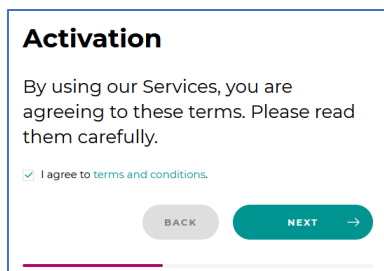 Activation
By using our Services, you are
agreeing to these terms. Please read
them carefully.
I agree to terms and conditions.
BACK
NEXT